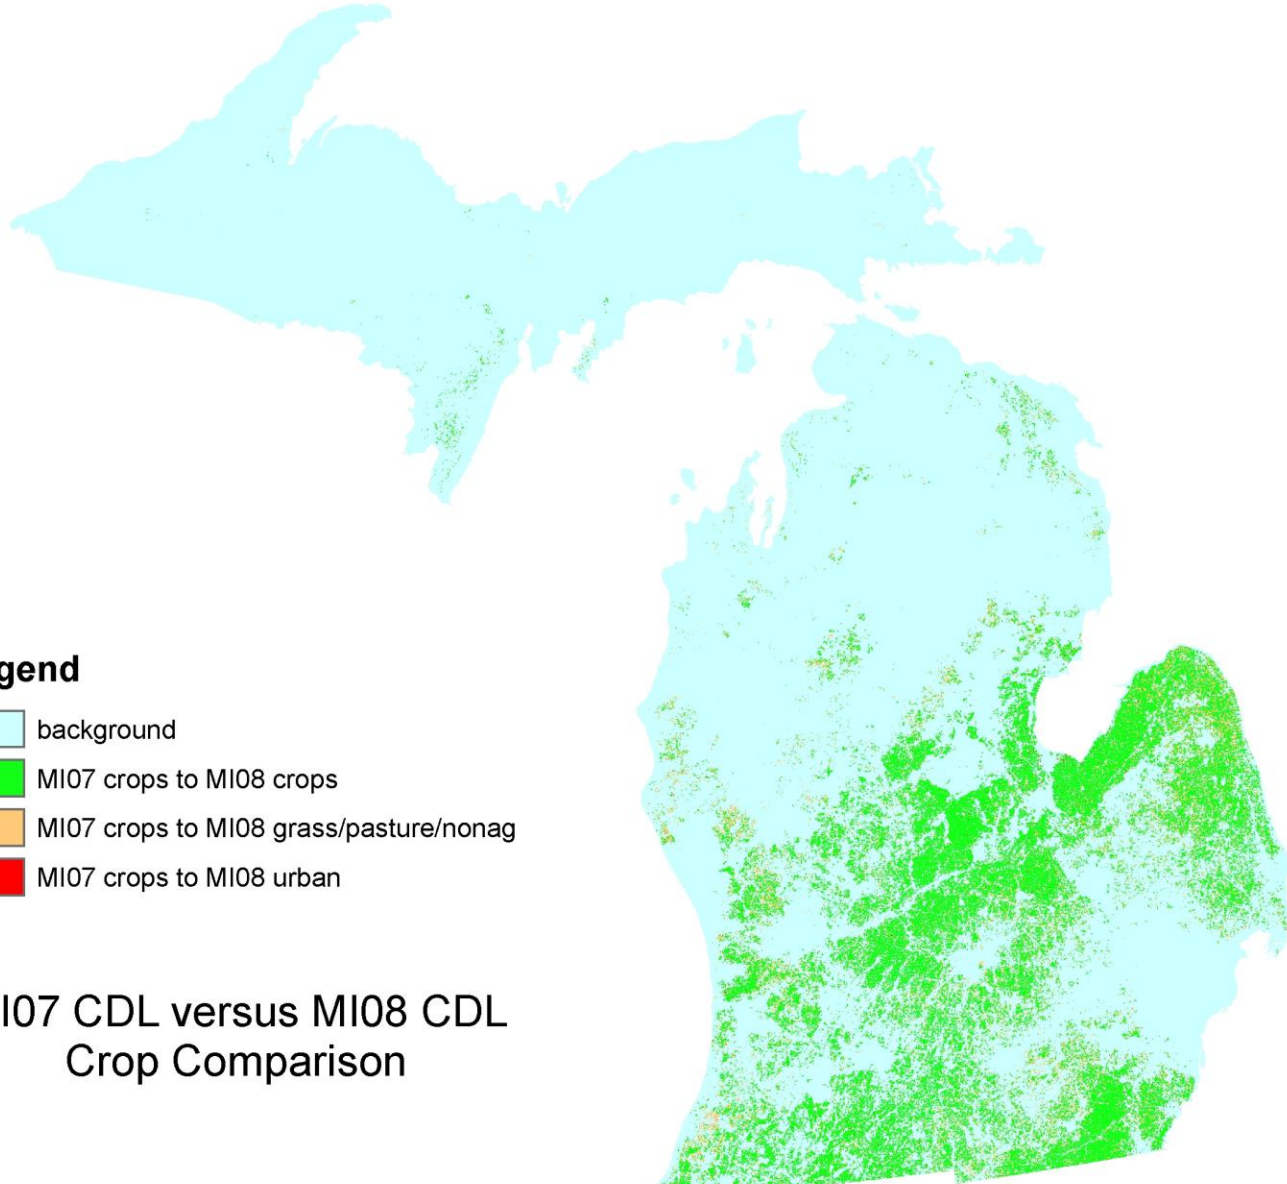 gend
background
MI07 crops to MI08 crops
MI07 crops to MI08 grass/pasture/nonag
MI07 crops to MI08 urban
I07 CDL versus MI08 CDL
Crop Comparison